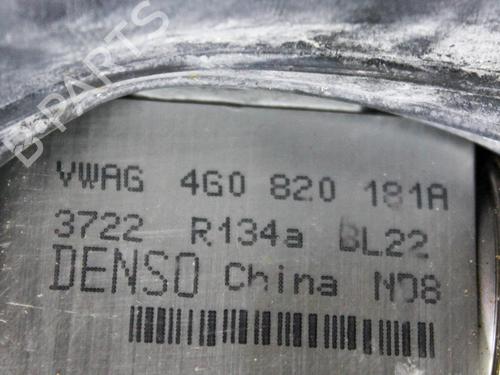 B-PARTS
VWAG 4G0 820 181A
3722 R134a BL22
DENSO China ND8